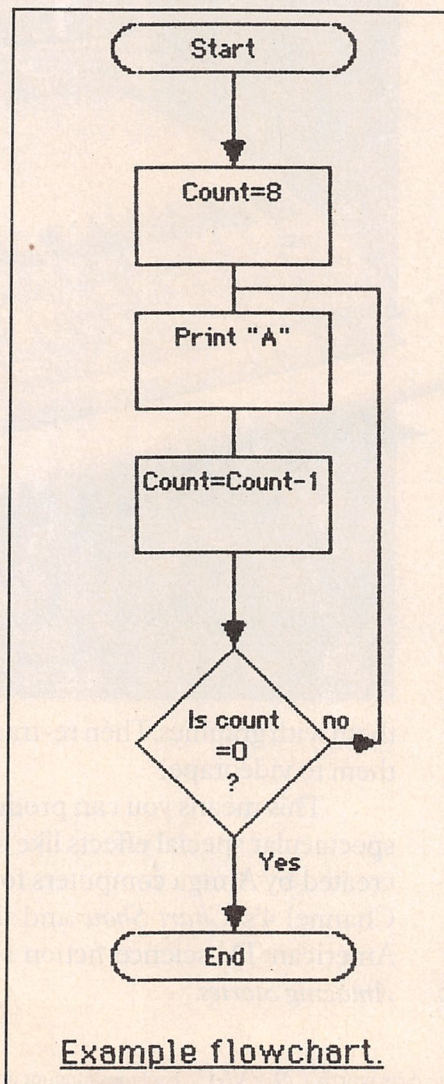 Start
Count=8
Print "A"
Count=Count-1
Is count
=0
?
no
Yes
End
Example flowchart.